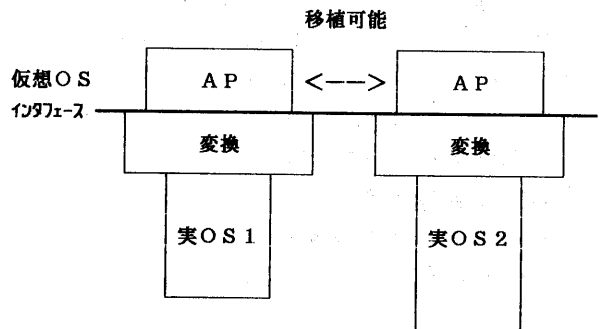 移植可能
仮想OS
インタフェース
AP
<-->
AP
変換
変換
実OS1
実OS2